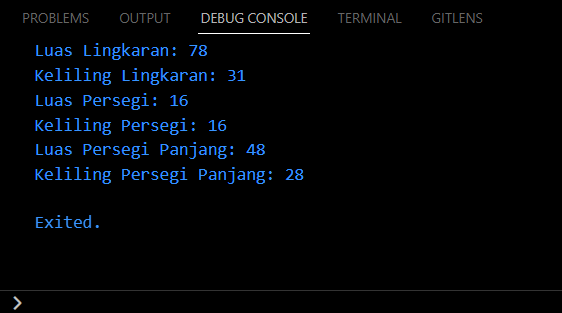 PROBLEMS OUTPUT DEBUG CONSOLE TERMINAL GITLENS
Luas Lingkaran: 78
Keliling Lingkaran: 31
Luas Persegi: 16
Keliling Persegi: 16
Luas Persegi Panjang: 48
Keliling Persegi Panjang: 28
Exited.